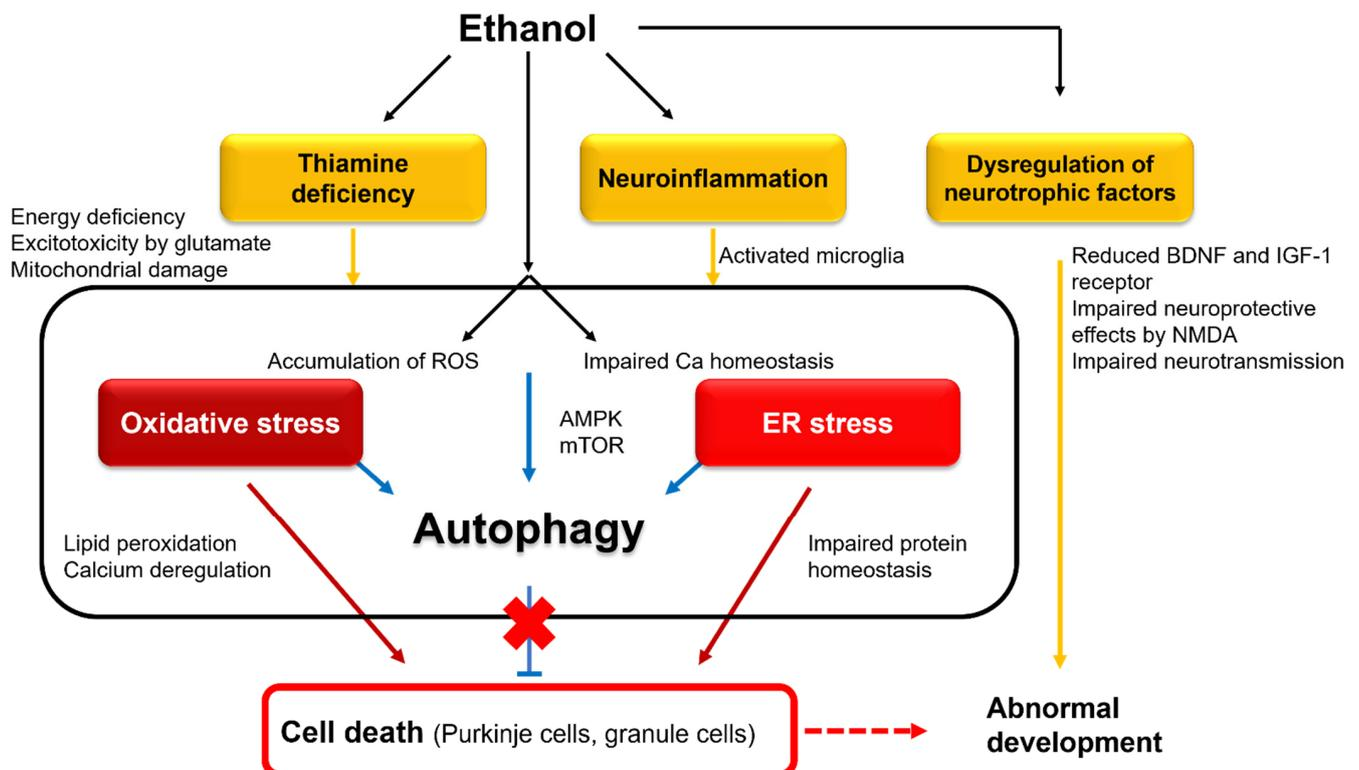 Ethanol
Thiamine
deficiency
Neuroinflammation
Dysregulation of
neurotrophic factors
Energy deficiency
Excitotoxicity by glutamate
Mitochondrial damage
Activated microglia
Reduced BDNF and IGF-1
receptor
Impaired neuroprotective
effects by NMDA
Impaired neurotransmission
Accumulation of ROS
Impaired Ca homeostasis
Oxidative stress
AMPK
mTOR
ER stress
Autophagy
Lipid peroxidation
Calcium deregulation
Impaired protein
homeostasis
Cell death (Purkinje cells, granule cells)
Abnormal
development